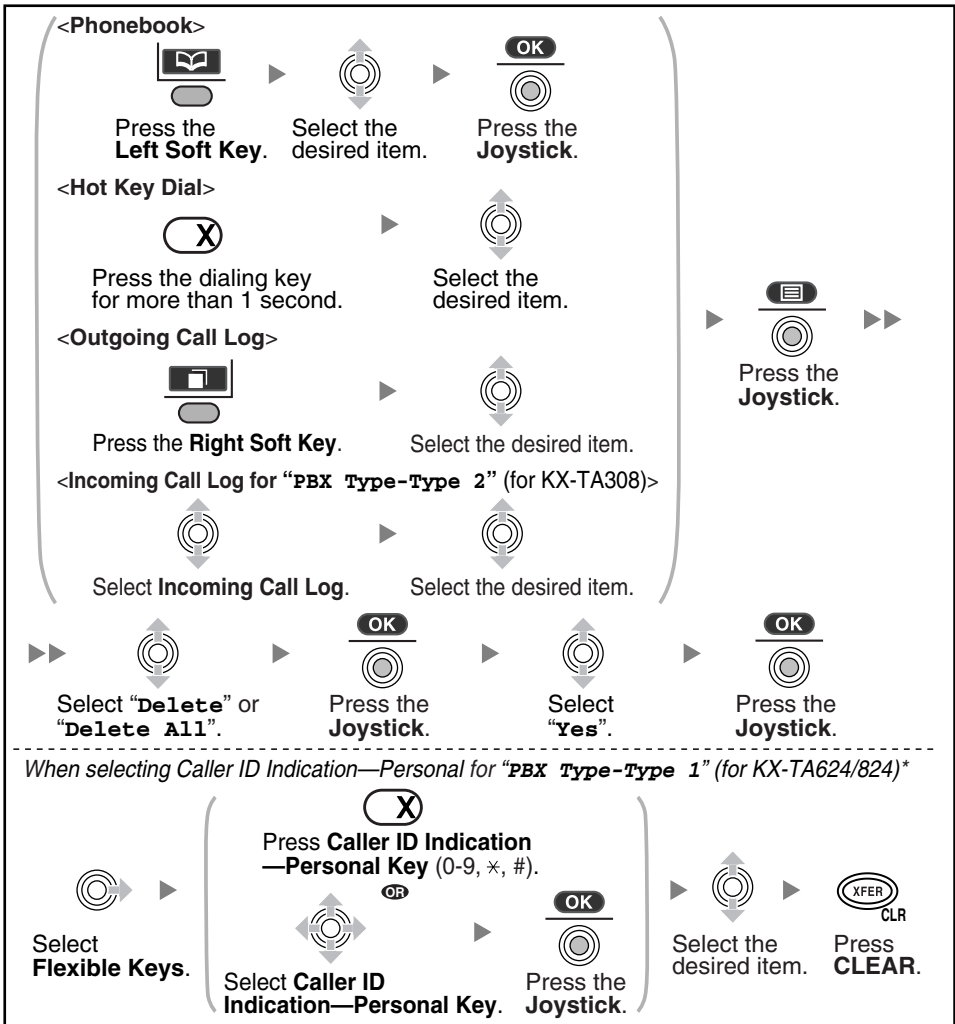 <Phonebook>
OK
Press the
Left Soft Key.
Select the
desired item.
Press the
Joystick.
<Hot Key Dial>
X
Press the dialing key
for more than 1 second.
Select the
desired item.
<Outgoing Call Log>
Press the Right Soft Key.
Select the desired item.
<Incoming Call Log for “PBX Type-Type 2” (for KX-TA308)>
Select Incoming Call Log.
Select the desired item.
Press the
Joystick.
Select “Delete” or
“Delete All”.
OK
Press the
Joystick.
Select
“Yes”.
OK
Press the
Joystick.
When selecting Caller ID Indication—Personal for “PBX Type-Type 1” (for KX-TA624/824)*
Select
Flexible Keys.
X
Press Caller ID Indication
—Personal Key (0-9, ✳, #).
OR
Select Caller ID
Indication—Personal Key.
OK
Press the
Joystick.
Select the
desired item.
XFER
CLR
Press
CLEAR.